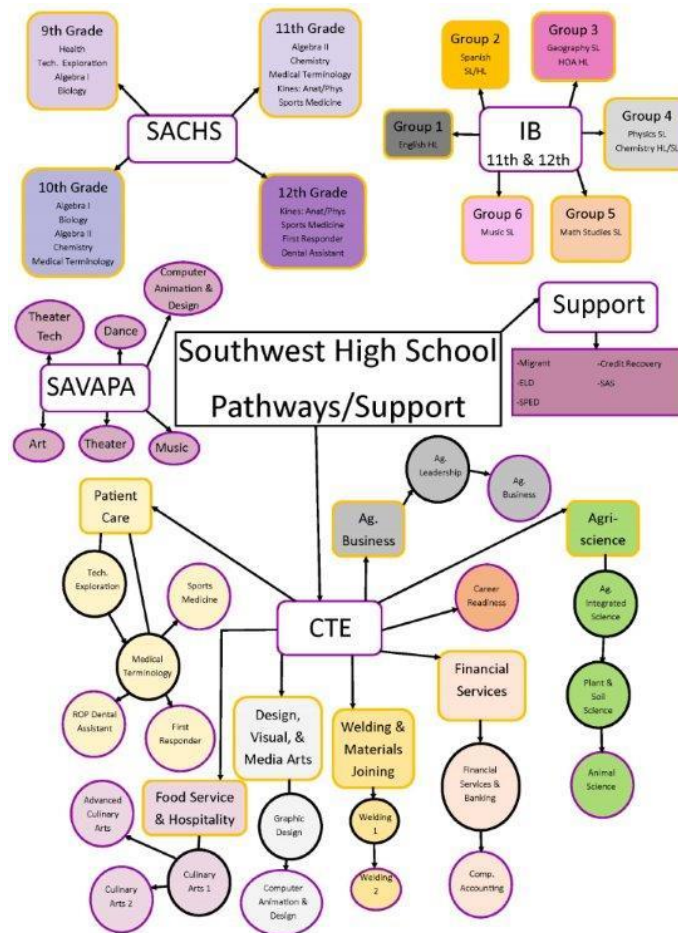 9th Grade
Health
Tech. Exploration
Algebra I
Biology
11th Grade
Algebra II
Chemistry
Medical Terminology
Kines: Anat/Phys
Sports Medicine
SACHS
10th Grade
Algebra I
Biology
Algebra II
Chemistry
Medical Terminology
12th Grade
Kines: Anat/Phys
Sports Medicine
First Responder
Dental Assistant
Group 2
Spanish
SL/HL
Group 3
Geography SL
HOA HL
Group 1
English HL
IB
11th & 12th
Group 4
Physics SL
Chemistry HL/SL
Group 6
Music SL
Group 5
Math Studies SL
Computer
Animation &
Design
Theater
Tech
Dance
SAVAPA
Art
Theater
Music
Southwest High School
Pathways/Support
Support
-Migrant
-ELD
-SPED
-Credit Recovery
-SAS
Patient
Care
Tech.
Exploration
Sports
Medicine
Medical
Terminology
ROP Dental
Assistant
First
Responder
Ag.
Business
Ag.
Leadership
Ag.
Business
Agri-
science
Ag.
Integrated
Science
Plant &
Soil
Science
Animal
Science
CTE
Career
Readiness
Financial
Services
Financial
Services &
Banking
Comp.
Accounting
Design,
Visual, &
Media Arts
Graphic
Design
Computer
Animation &
Design
Welding &
Materials
Joining
Welding
1
Welding
2
Food Service
& Hospitality
Advanced
Culinary
Arts
Culinary
Arts 1
Culinary
Arts 2